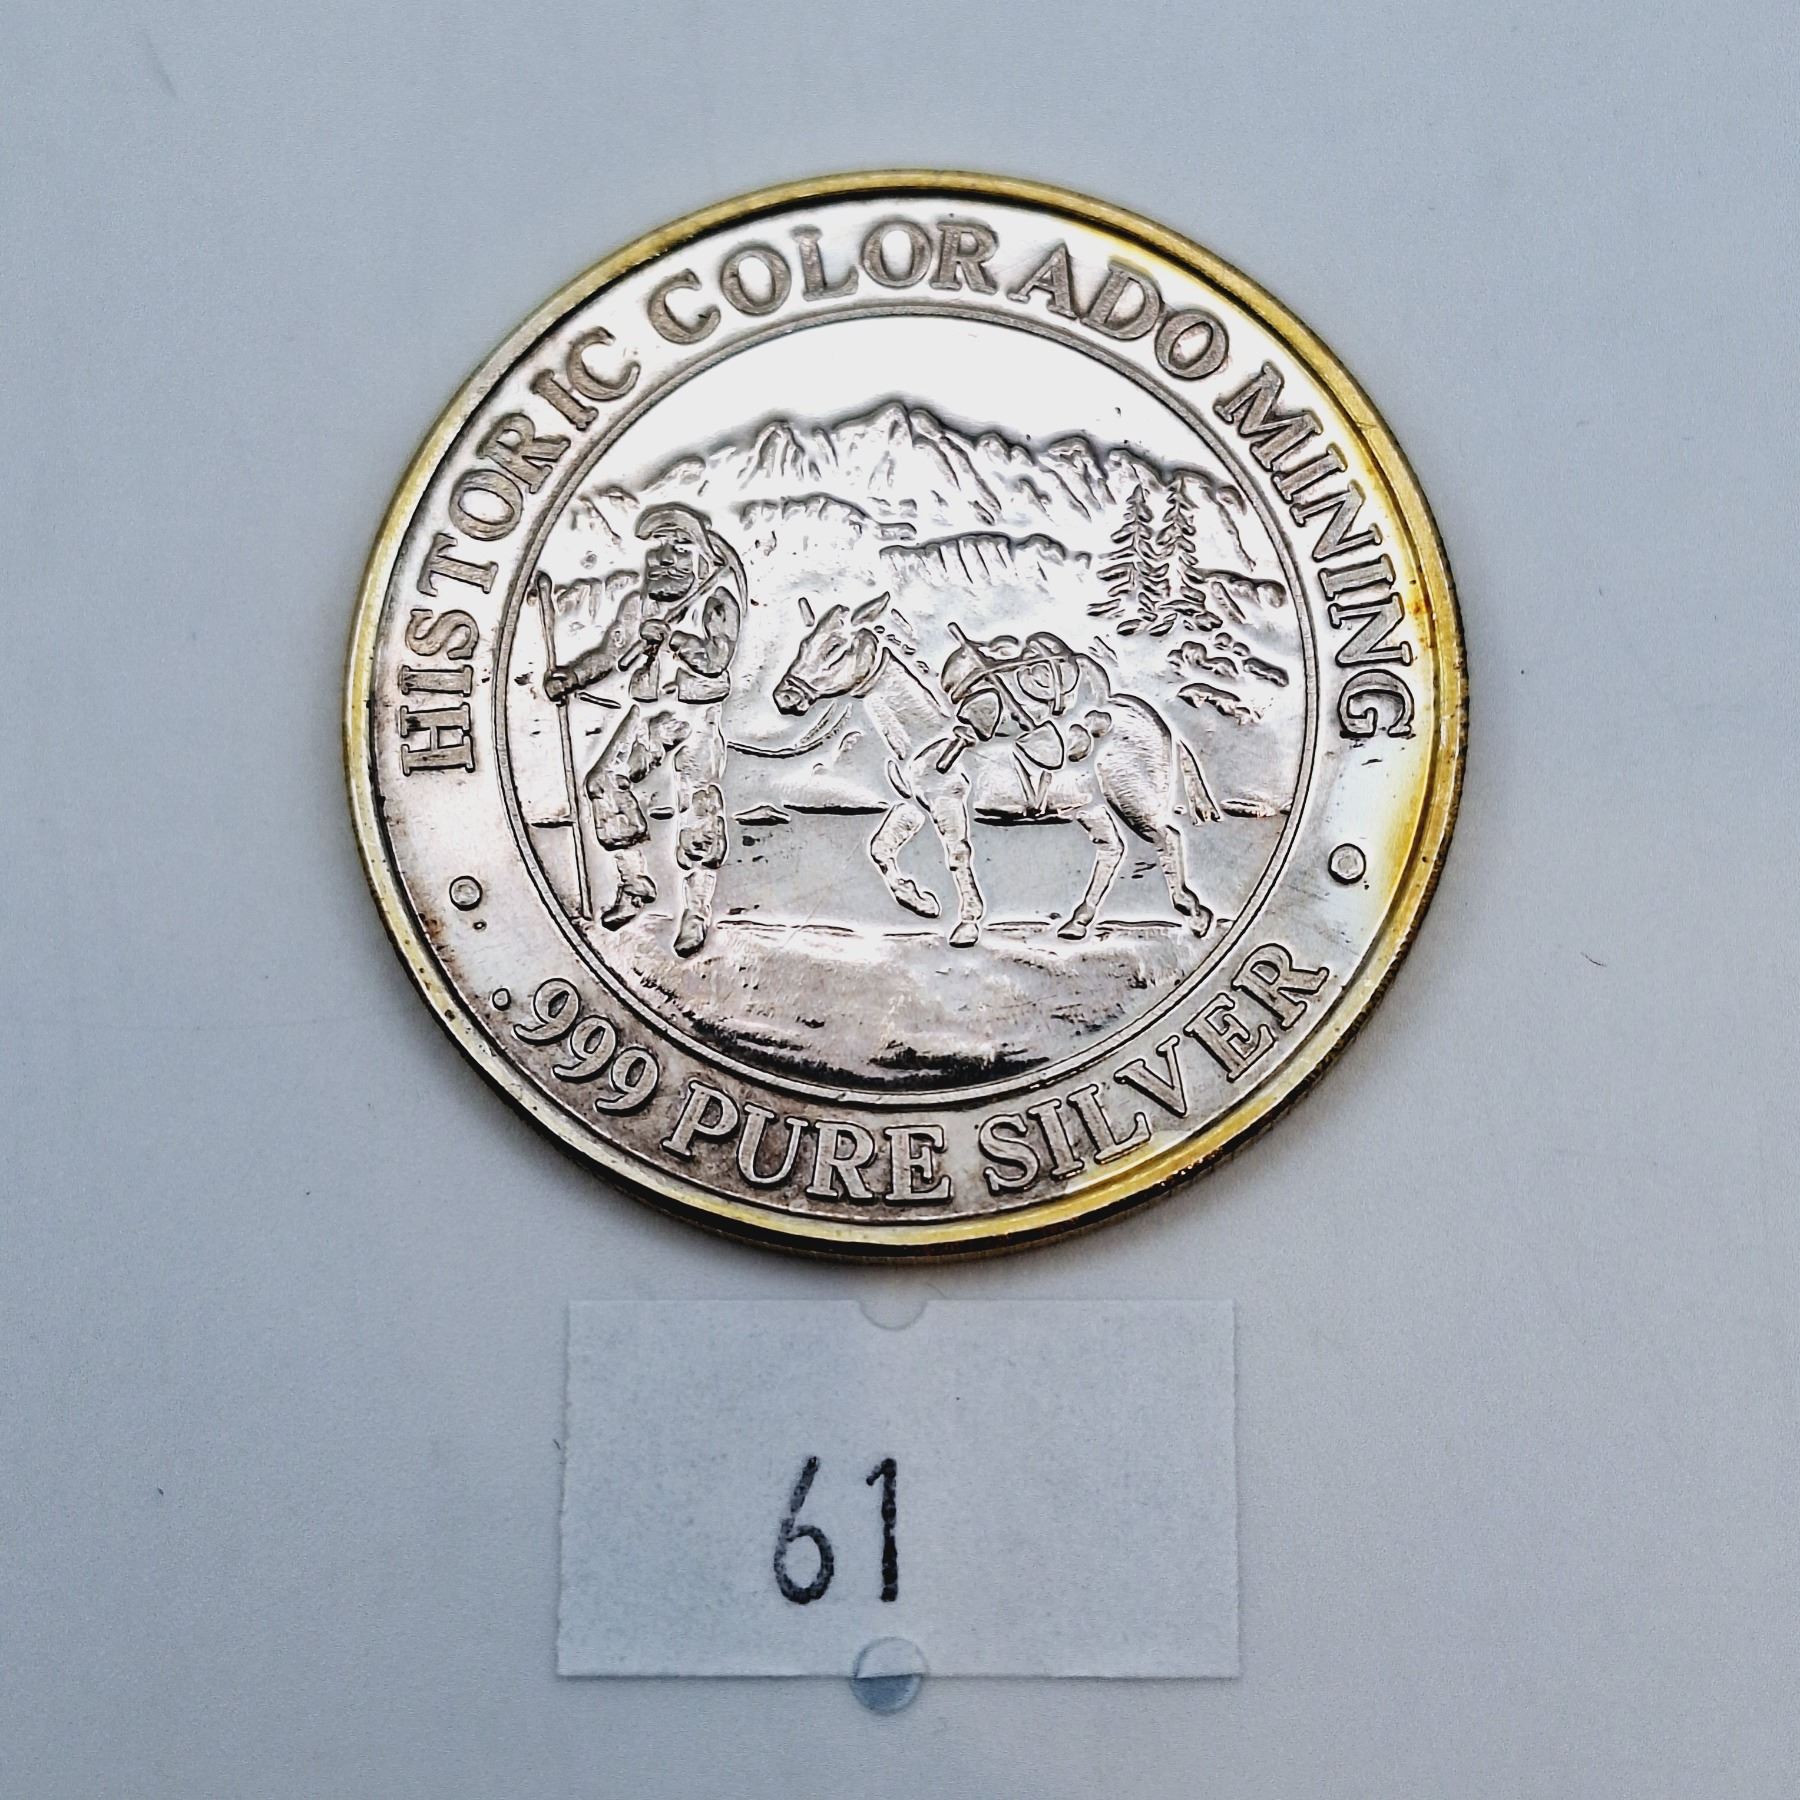 HISTORIC COLORADO MINING
.999 PURE SILVER
61